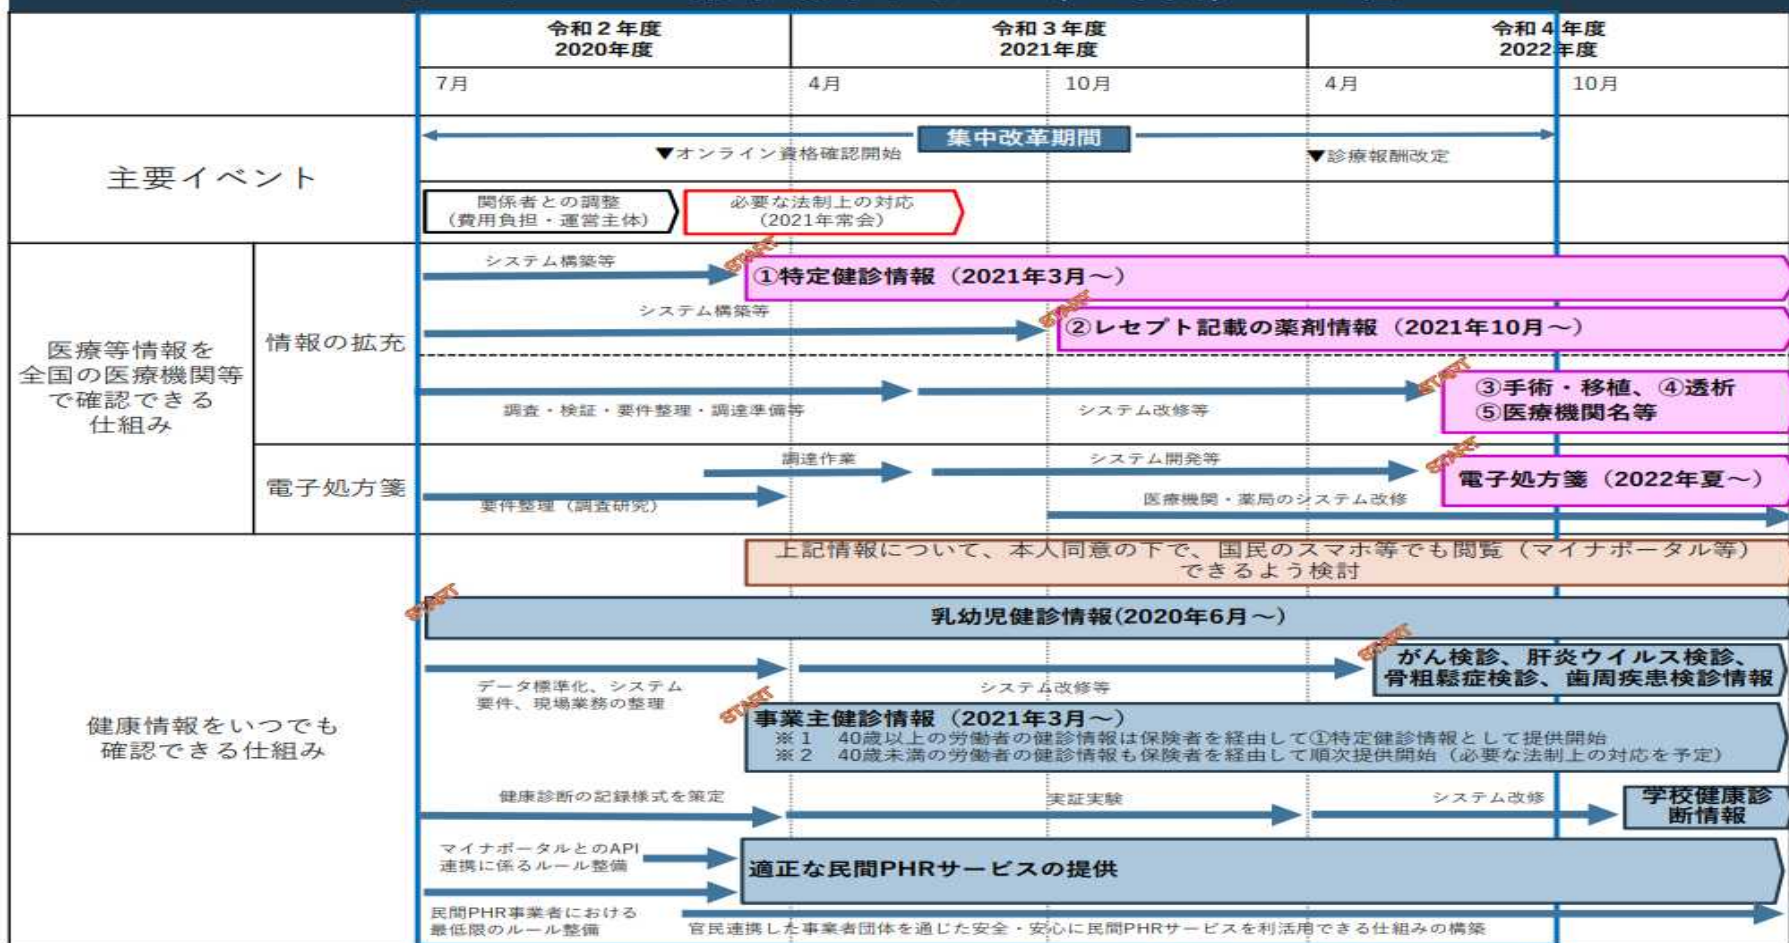 令和２年度
2020年度
令和３年度
2021年度
令和４年度
2022年度
7月
4月
10月
4月
10月
主要イベント
集中改革期間
▼オンライン資格確認開始
▼診療報酬改定
関係者との調整
(費用負担・運営主体)
必要な法制上の対応
(2021年常会)
医療等情報を
全国の医療機関等
で確認できる
仕組み
情報の拡充
システム構築等
START
①特定健診情報（2021年3月～）
システム構築等
START
②レセプト記載の薬剤情報（2021年10月～）
調査・検証・要件整理・調達準備等
システム改修等
START
③手術・移植、④透析
⑤医療機関名等
電子処方箋
調達作業
要件整理（調査研究）
システム開発等
START
電子処方箋（2022年夏～）
医療機関・薬局のシステム改修
健康情報をいつでも
確認できる仕組み
上記情報について、本人同意の下で、国民のスマホ等でも閲覧（マイナポータル等）
できるよう検討
START
乳幼児健診情報(2020年6月～)
データ標準化、システム
要件、現場業務の整理
システム改修等
START
がん検診、肝炎ウイルス検診、
骨粗鬆症検診、歯周疾患検診情報
START
事業主健診情報（2021年3月～）
※１　40歳以上の労働者の健診情報は保険者を経由して①特定健診情報として提供開始
※２　40歳未満の労働者の健診情報も保険者を経由して順次提供開始（必要な法制上の対応を予定）
健康診断の記録様式を策定
実証実験
システム改修
学校健康診
断情報
マイナポータルとのAPI
連携に係るルール整備
適正な民間PHRサービスの提供
民間PHR事業者における
最低限のルール整備
官民連携した事業者団体を通じた安全・安心に民間PHRサービスを利活用できる仕組みの構築